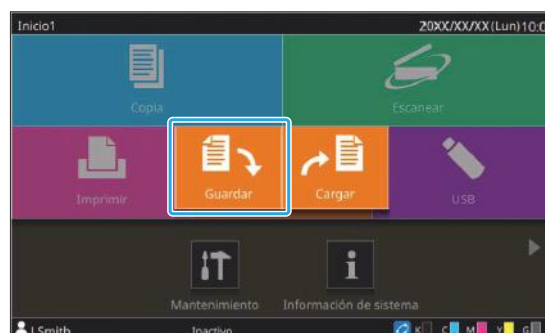 Inicio1 20XX/XX/XX(Lun)10:0
Copia Escanear
Imprimir Guardar Cargar USB
Mantenimiento Información de sistema
J.Smith Inactivo K C M Y G